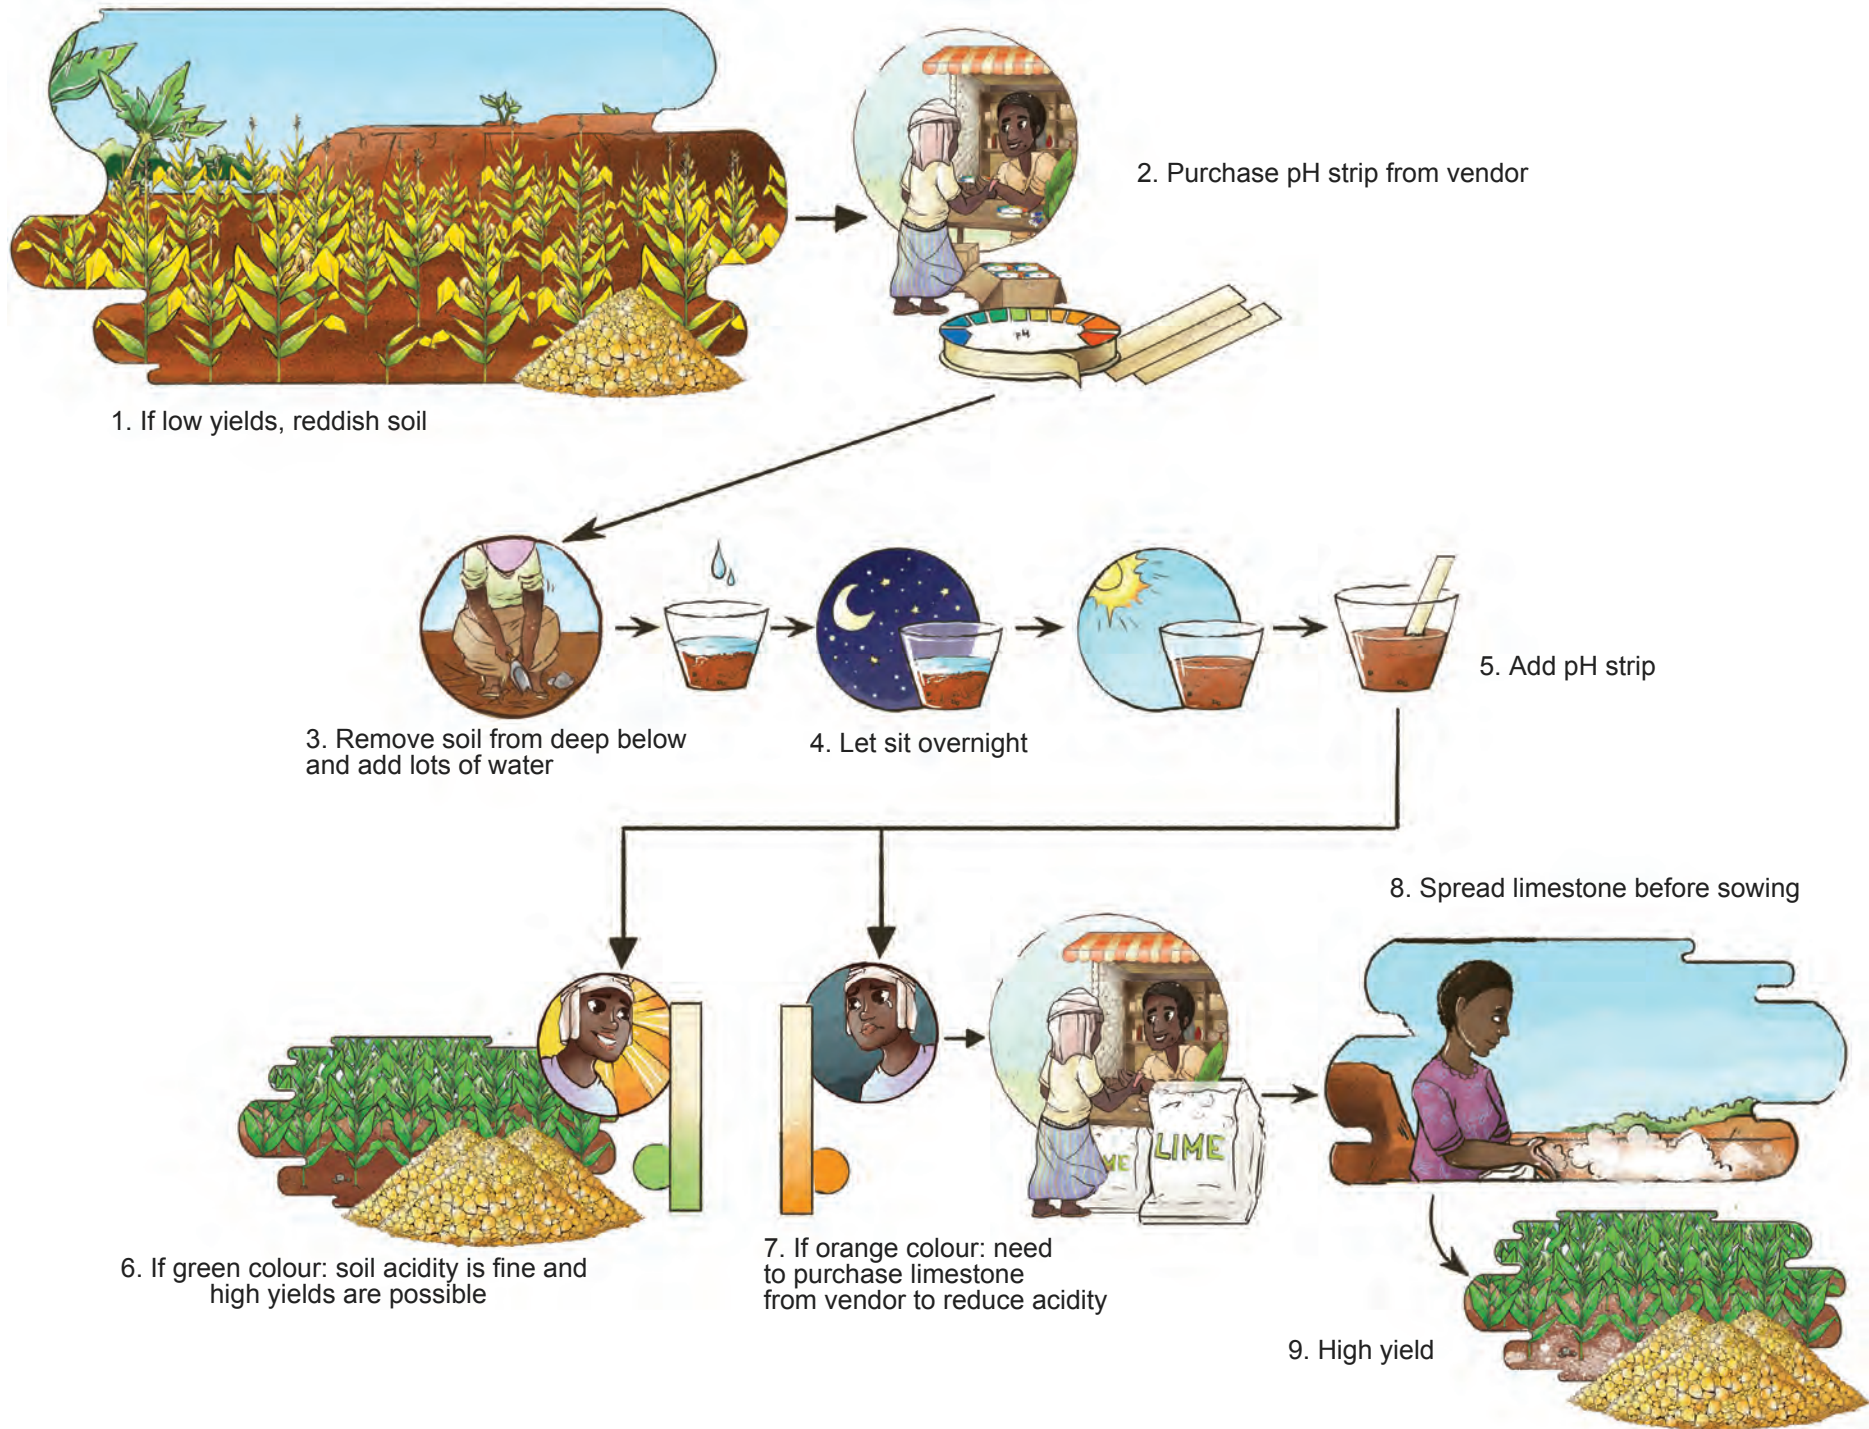 1. If low yields, reddish soil
2. Purchase pH strip from vendor
pH
3. Remove soil from deep below
and add lots of water
4. Let sit overnight
5. Add pH strip
6. If green colour: soil acidity is fine and
high yields are possible
7. If orange colour: need
to purchase limestone
from vendor to reduce acidity
ME
LIME
8. Spread limestone before sowing
9. High yield